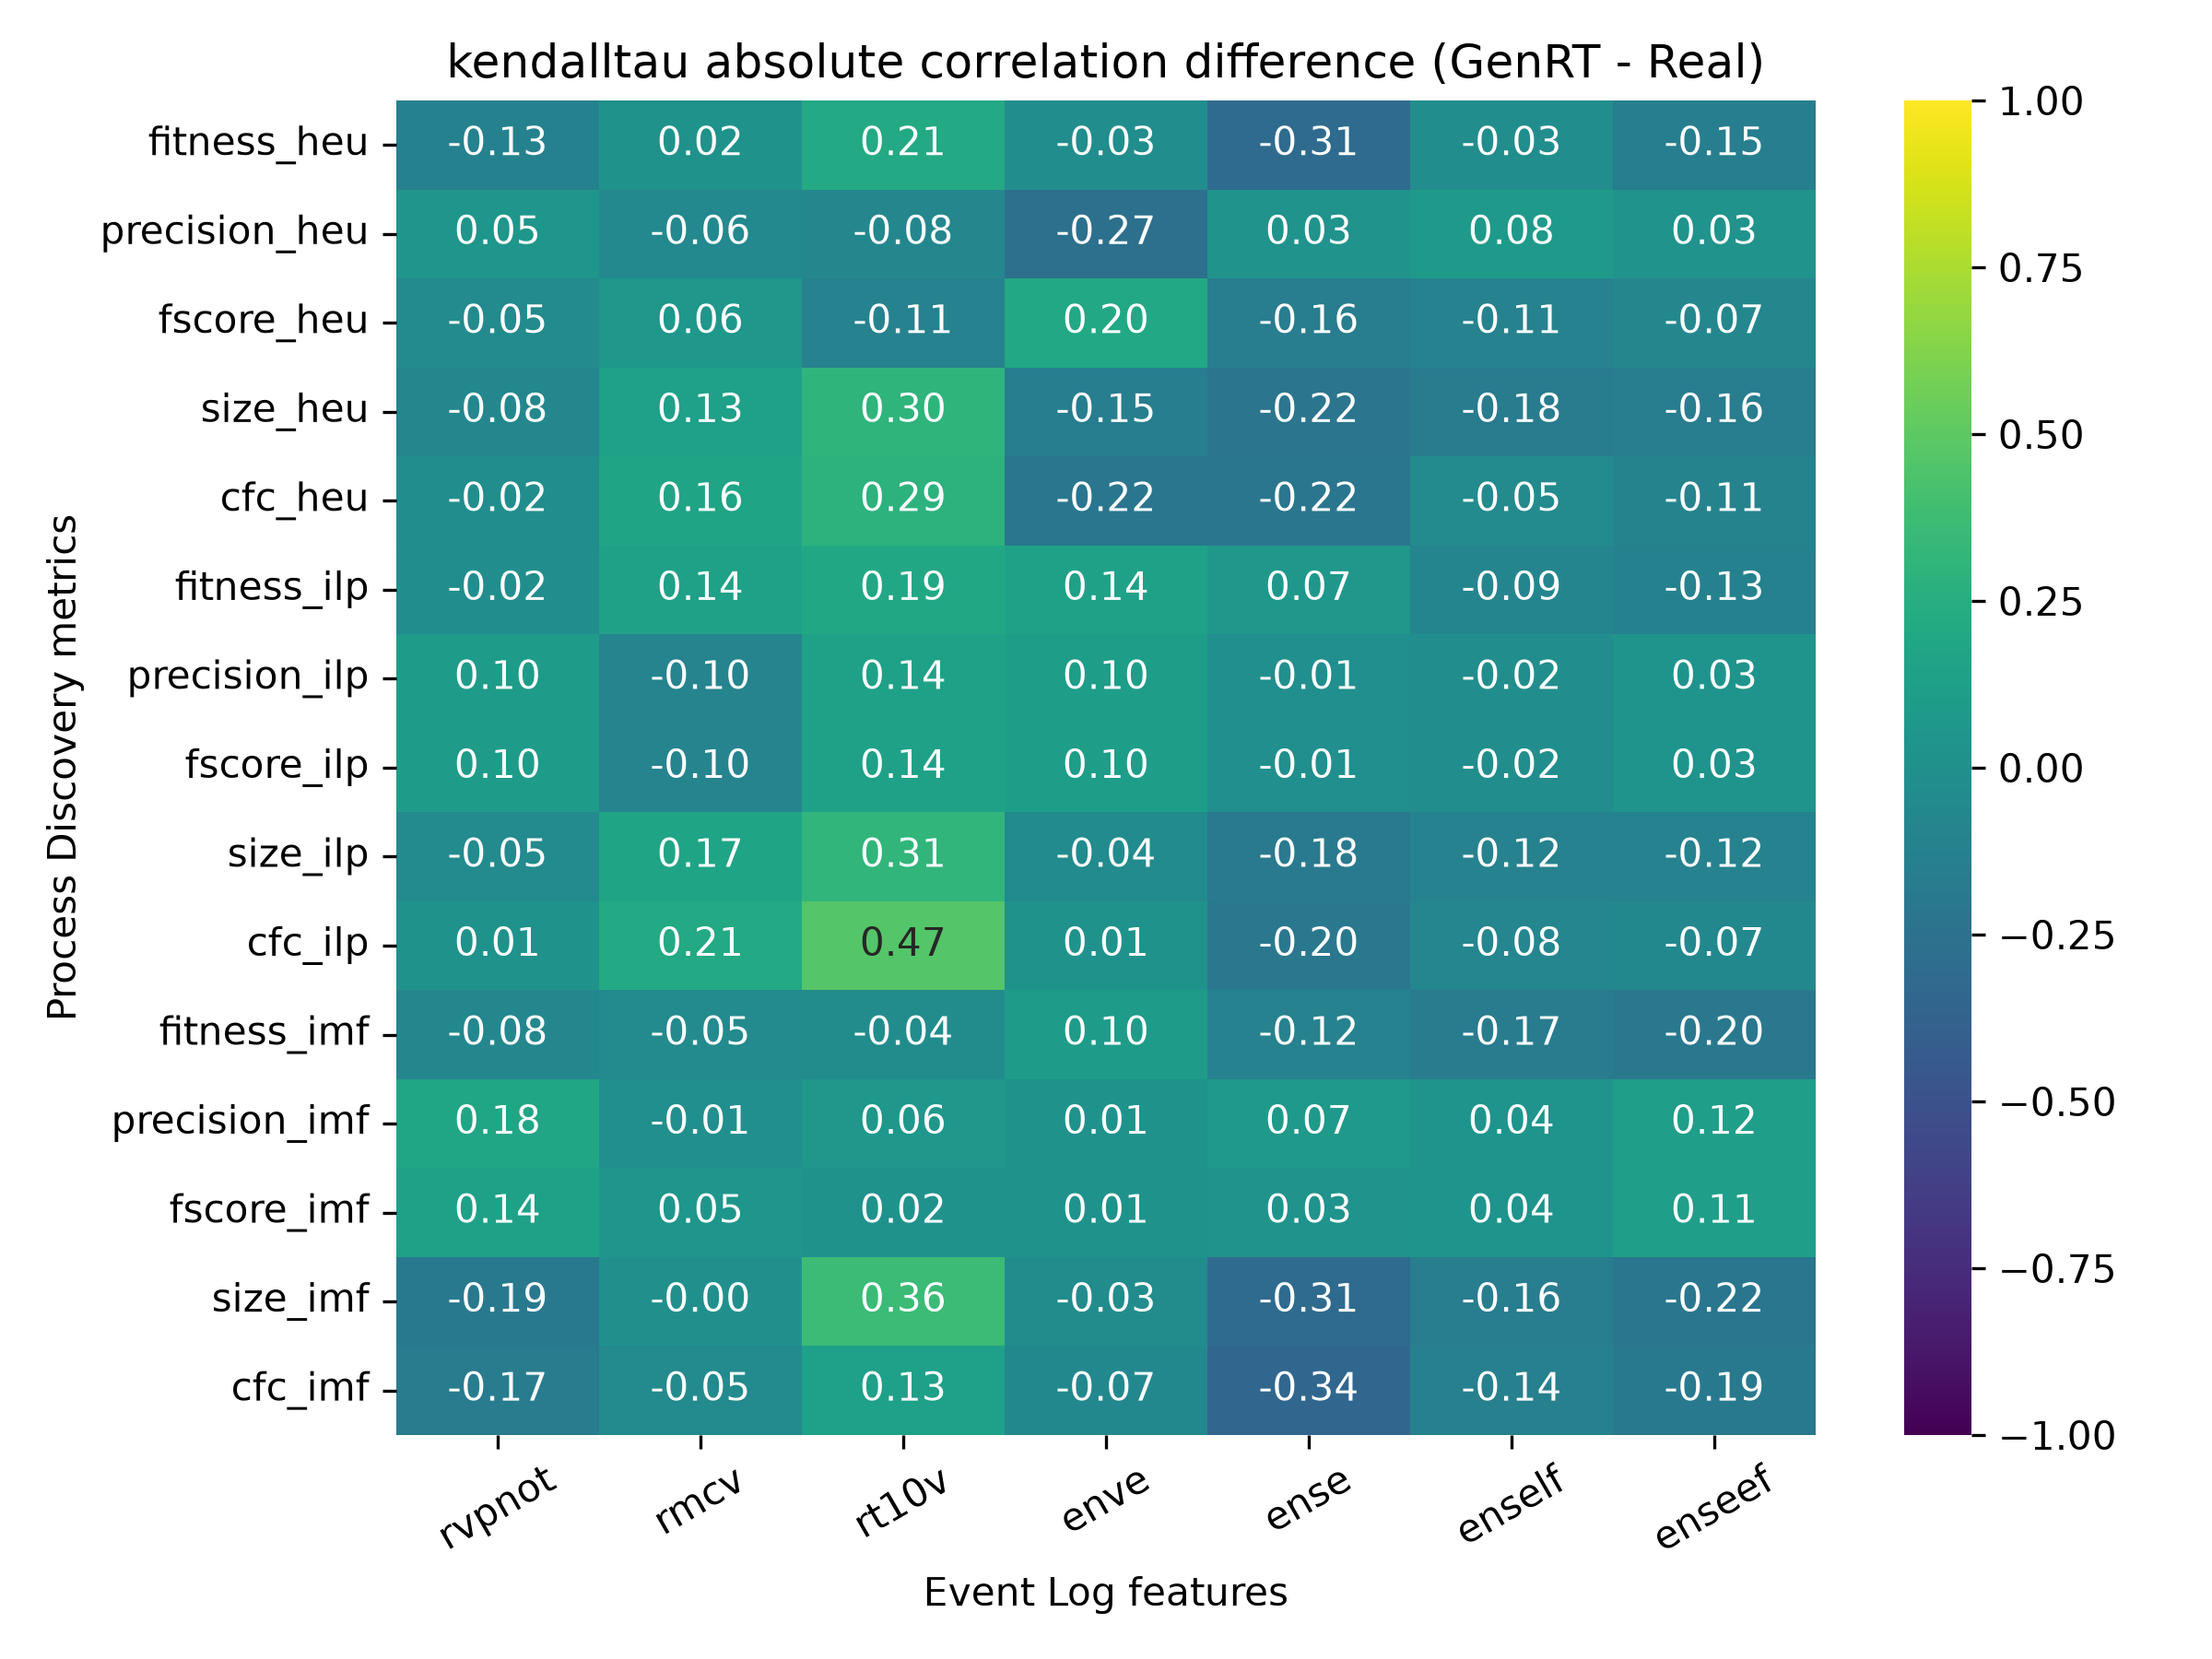 kendalltau absolute correlation difference (GenRT - Real)
Process Discovery metrics
fitness_heu -0.13 0.02 0.21 -0.03 -0.31 -0.03 -0.15
precision_heu 0.05 -0.06 -0.08 -0.27 0.03 0.08 0.03
fscore_heu -0.05 0.06 -0.11 0.20 -0.16 -0.11 -0.07
size_heu -0.08 0.13 0.30 -0.15 -0.22 -0.18 -0.16
cfc_heu -0.02 0.16 0.29 -0.22 -0.22 -0.05 -0.11
fitness_ilp -0.02 0.14 0.19 0.14 0.07 -0.09 -0.13
precision_ilp 0.10 -0.10 0.14 0.10 -0.01 -0.02 0.03
fscore_ilp 0.10 -0.10 0.14 0.10 -0.01 -0.02 0.03
size_ilp -0.05 0.17 0.31 -0.04 -0.18 -0.12 -0.12
cfc_ilp 0.01 0.21 0.47 0.01 -0.20 -0.08 -0.07
fitness_imf -0.08 -0.05 -0.04 0.10 -0.12 -0.17 -0.20
precision_imf 0.18 -0.01 0.06 0.01 0.07 0.04 0.12
fscore_imf 0.14 0.05 0.02 0.01 0.03 0.04 0.11
size_imf -0.19 -0.00 0.36 -0.03 -0.31 -0.16 -0.22
cfc_imf -0.17 -0.05 0.13 -0.07 -0.34 -0.14 -0.19
rvpnot rmcv rt10v enve ense enself enseef
Event Log features
1.00
0.75
0.50
0.25
0.00
−0.25
−0.50
−0.75
−1.00